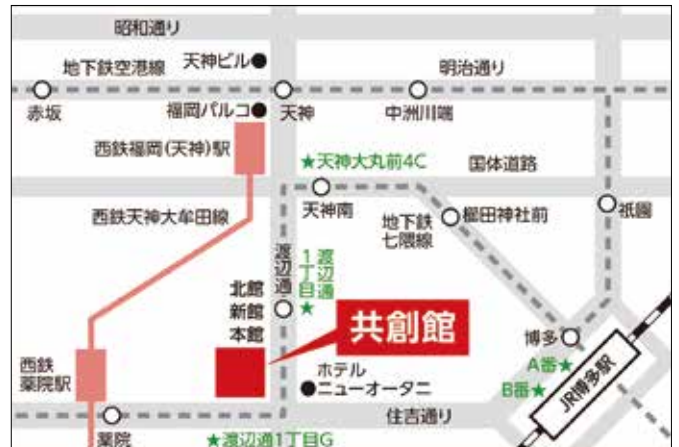 昭和通り
地下鉄空港線
天神ビル●
明治通り
赤坂
福岡パルコ●
天神
中洲川端
西鉄福岡(天神)駅
★天神大丸前4C
国体道路
西鉄天神大牟田線
天神南
地下鉄
七隈線
櫛田神社前
祇園
渡辺通
渡辺通
1丁目
★
北館
新館
本館
共創館
博多
A番★
B番★
JR博多駅
西鉄
薬院駅
ホテル
●ニューオータニ
住吉通り
薬院
★渡辺通1丁目G